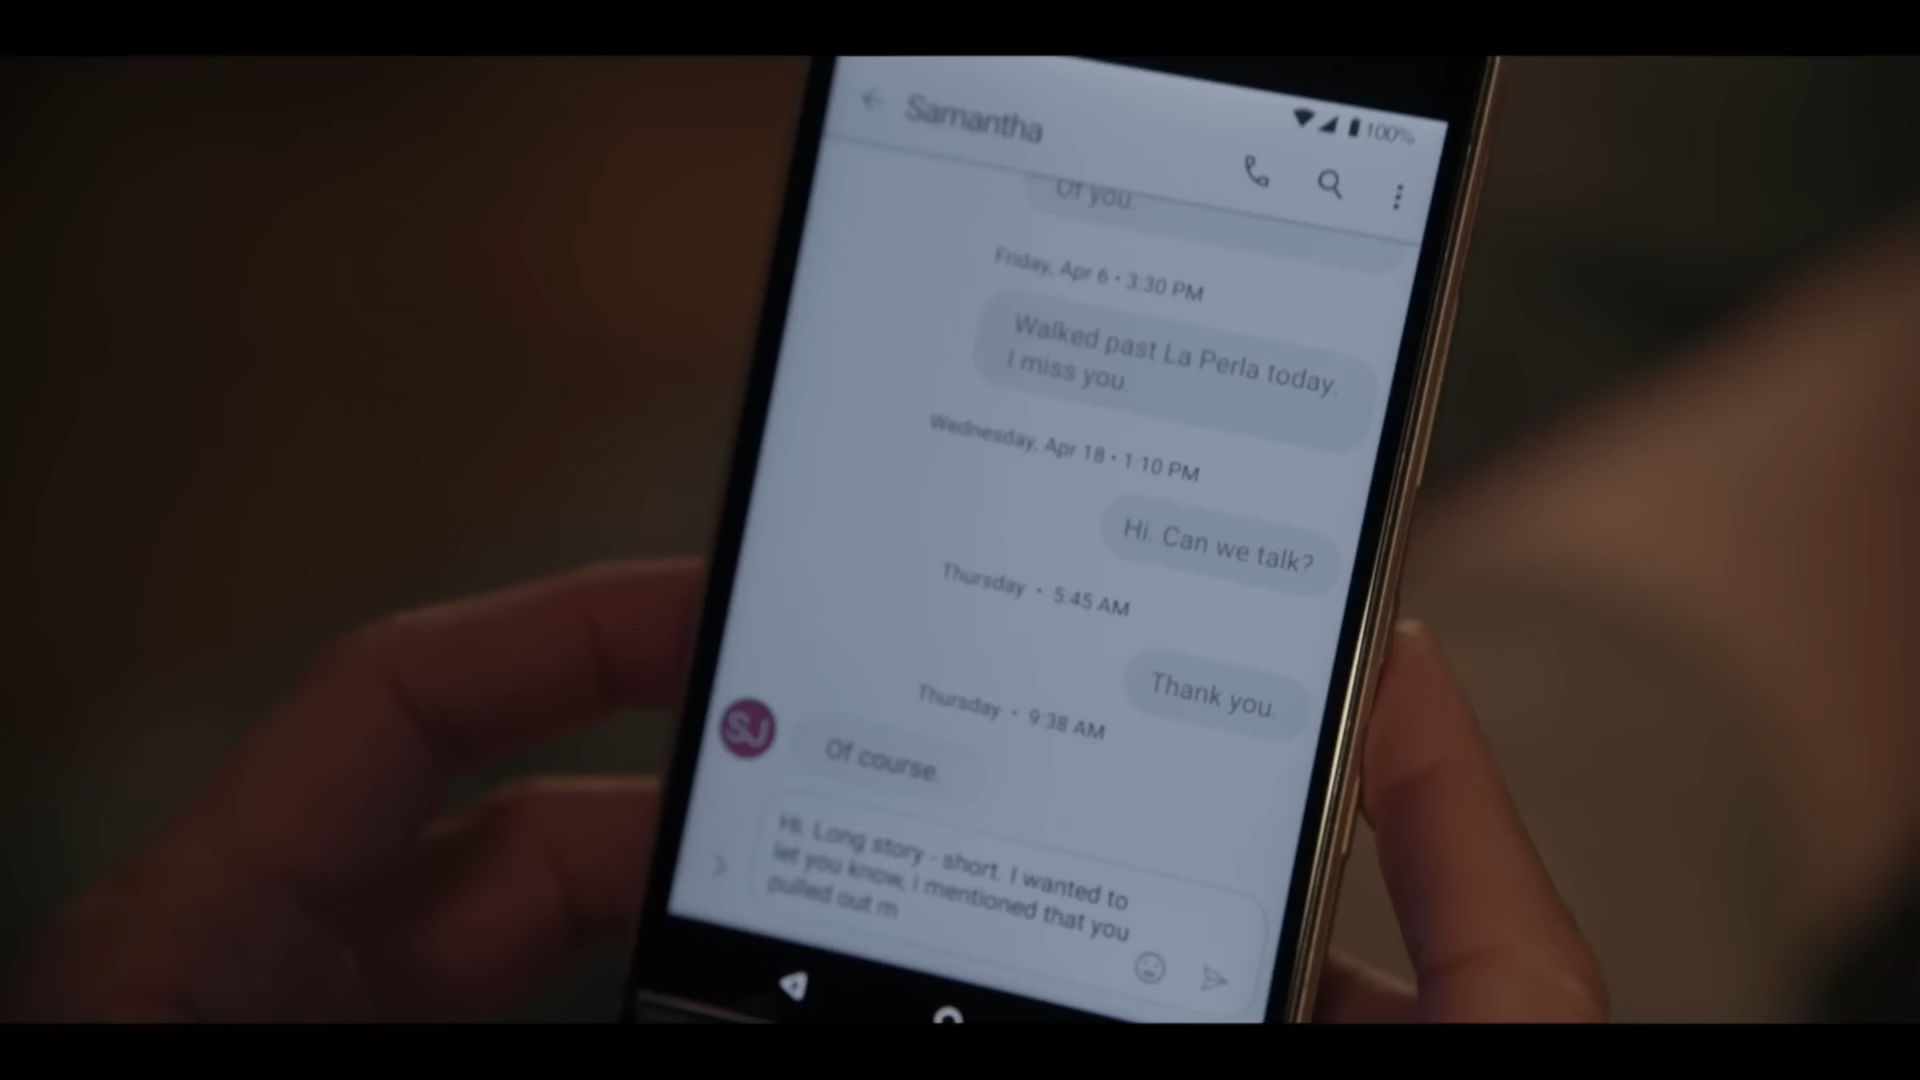 100%
Samantha
Of you.
Friday, Apr 6 • 3:30 PM
Walked past La Perla today.
I miss you.
Wednesday, Apr 18 • 1:10 PM
Hi. Can we talk?
Thursday • 5:45 AM
Thank you.
Thursday • 9:38 AM
SJ
Of course.
Hi. Long story - short. I wanted to
let you know, i mentioned that you
pulled out m